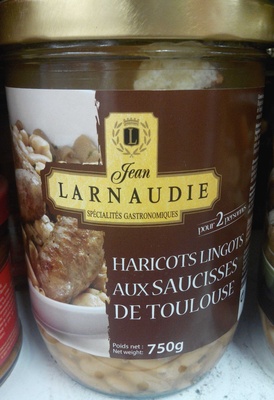 L
Jean
LARNAUDIE
SPÉCIALITÉS GASTRONOMIQUES
pour 2 personnes
HARICOTS LINGOTS
AUX SAUCISSES
DE TOULOUSE
Poids net :
Net weight: 750g